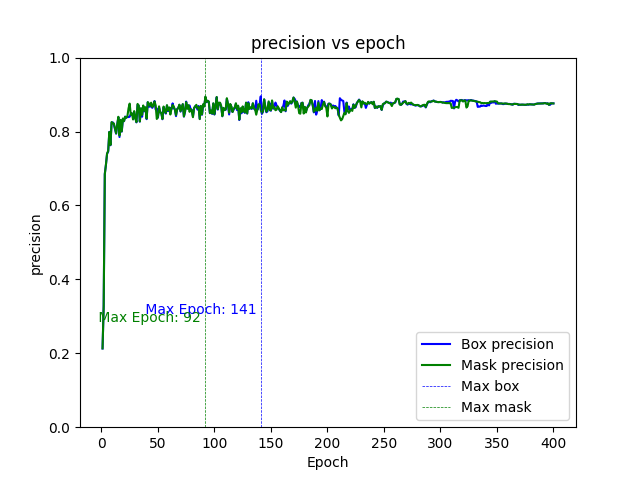 precision vs epoch
precision
1.0
0.8
0.6
0.4
0.2
0.0
Max Epoch: 141
Max Epoch: 92
Box precision
Mask precision
Max box
Max mask
0 50 100 150 200 250 300 350 400
Epoch